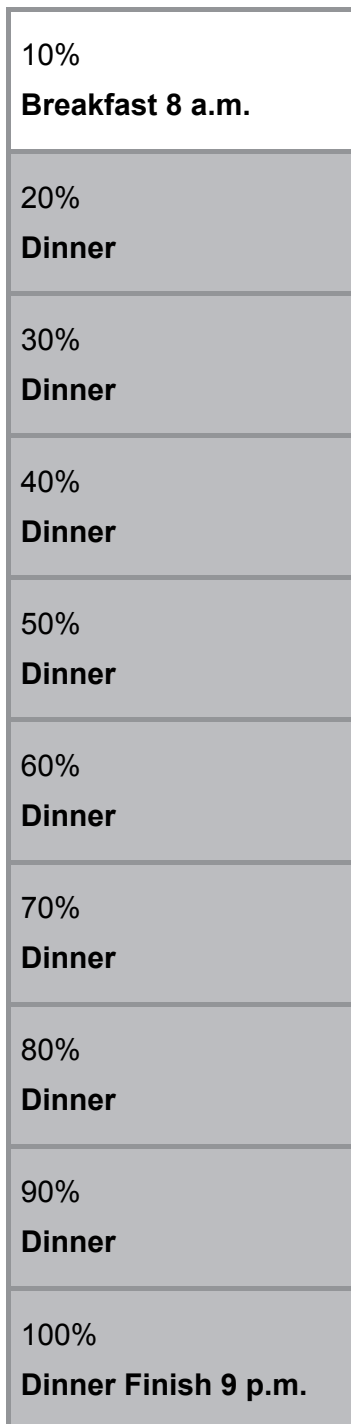 10%
Breakfast 8 a.m.
20%
Dinner
30%
Dinner
40%
Dinner
50%
Dinner
60%
Dinner
70%
Dinner
80%
Dinner
90%
Dinner
100%
Dinner Finish 9 p.m.